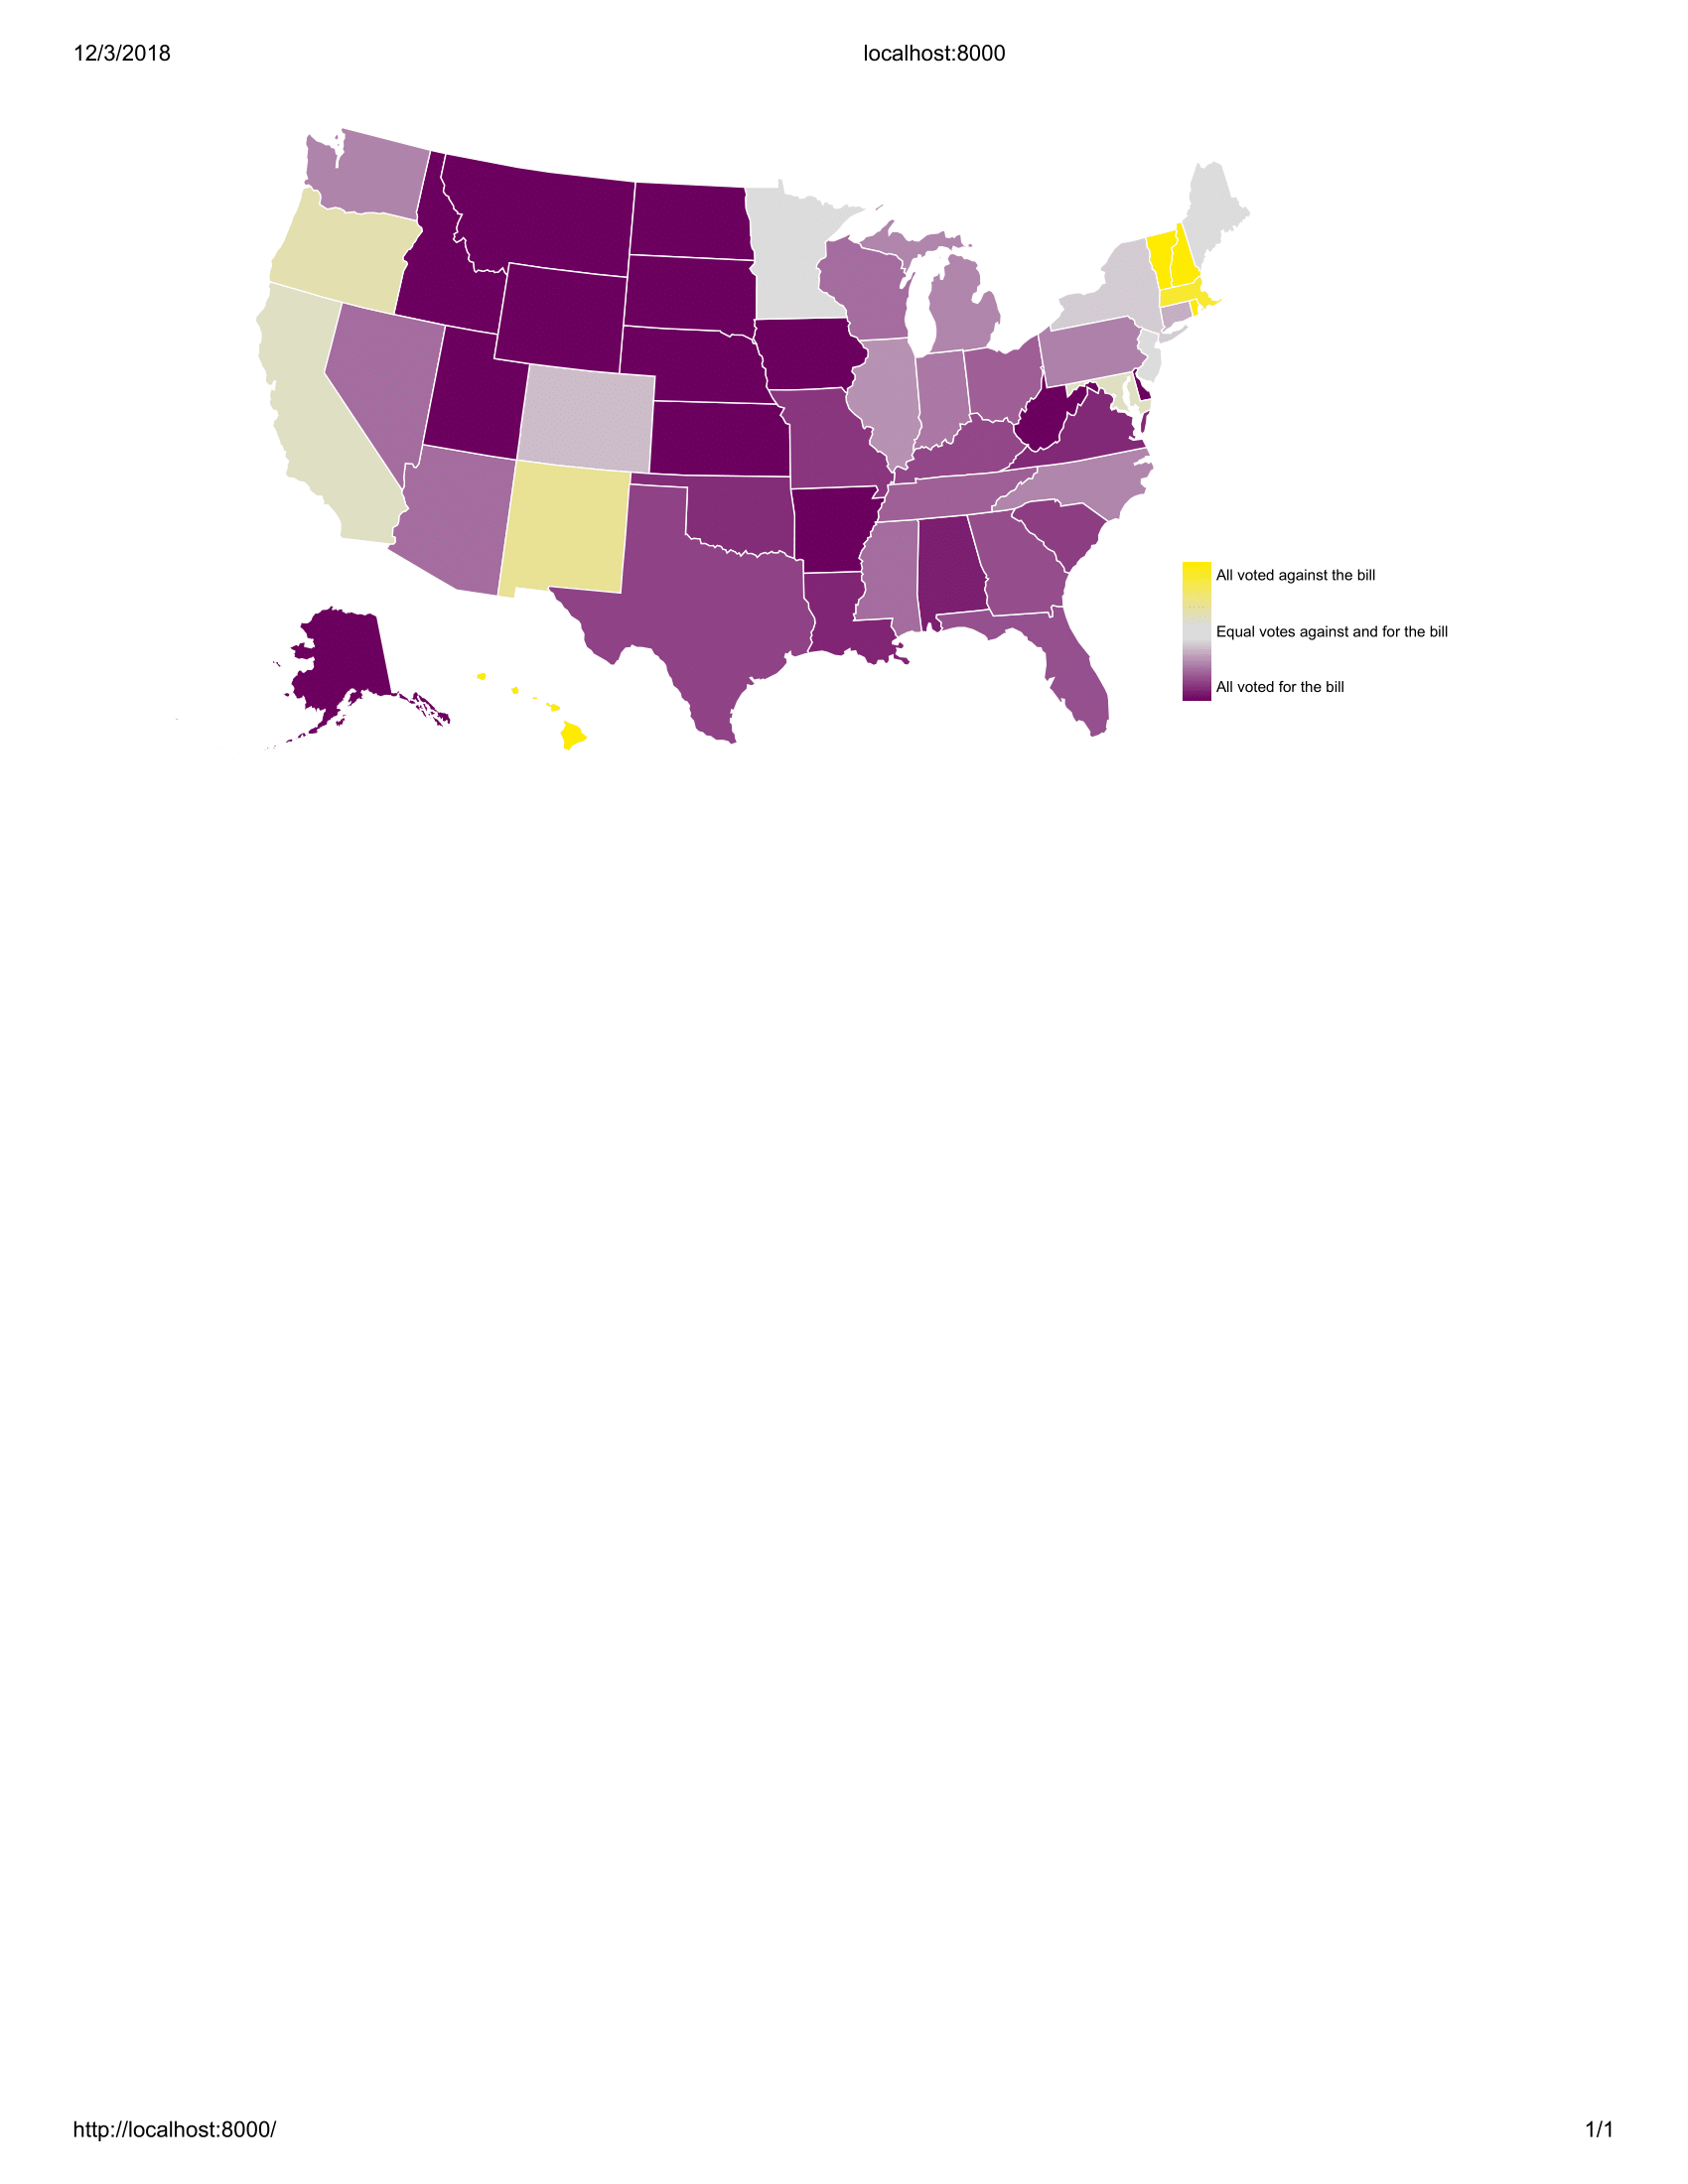 12/3/2018 localhost:8000
All voted against the bill
Equal votes against and for the bill
All voted for the bill
http://localhost:8000/ 1/1